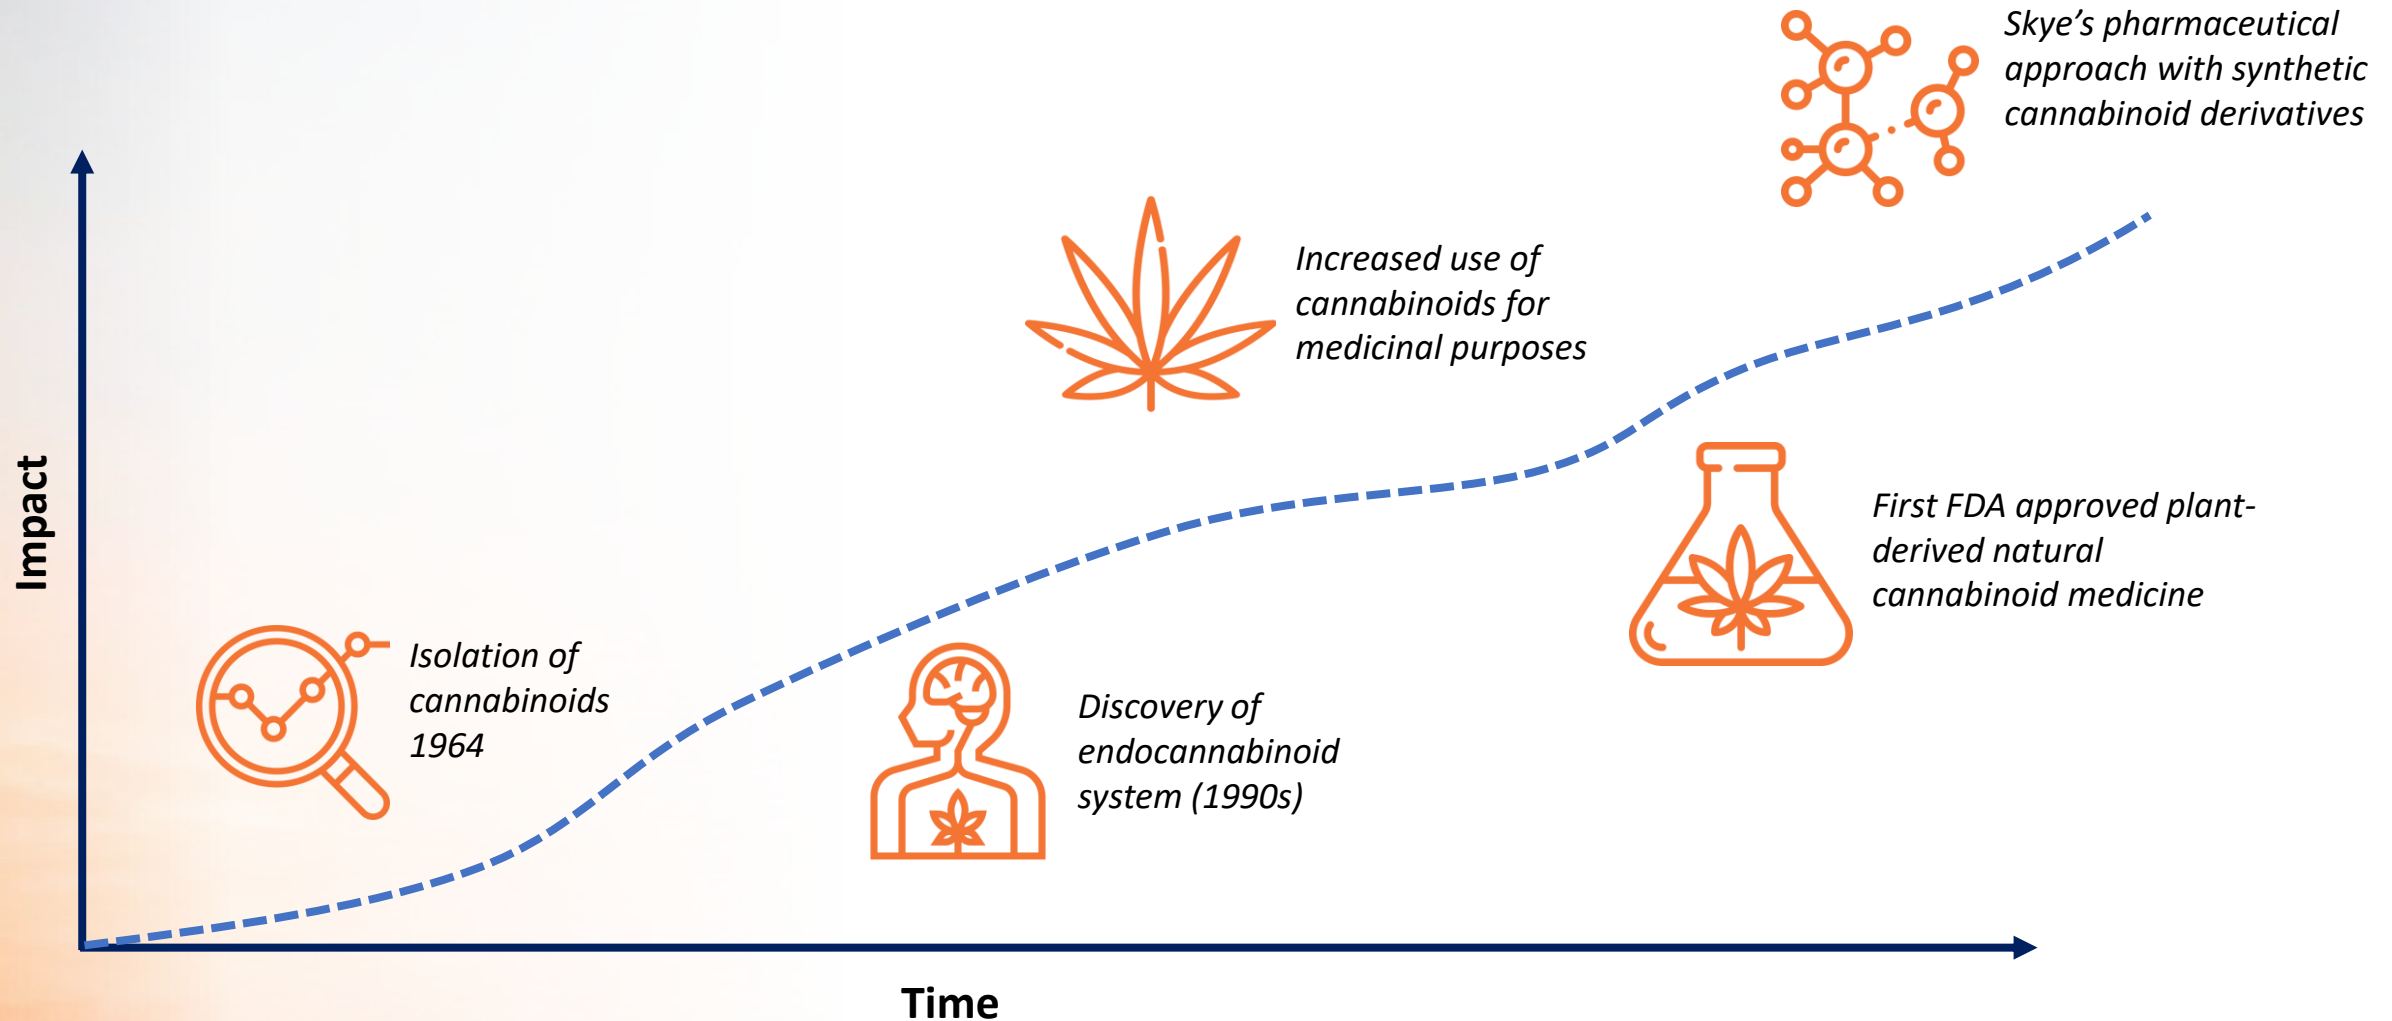 Skye’s pharmaceutical
approach with synthetic
cannabinoid derivatives
Increased use of
cannabinoids for
medicinal purposes
Impact
First FDA approved plant-
derived natural
cannabinoid medicine
Isolation of
cannabinoids
1964
Discovery of
endocannabinoid
system (1990s)
Time